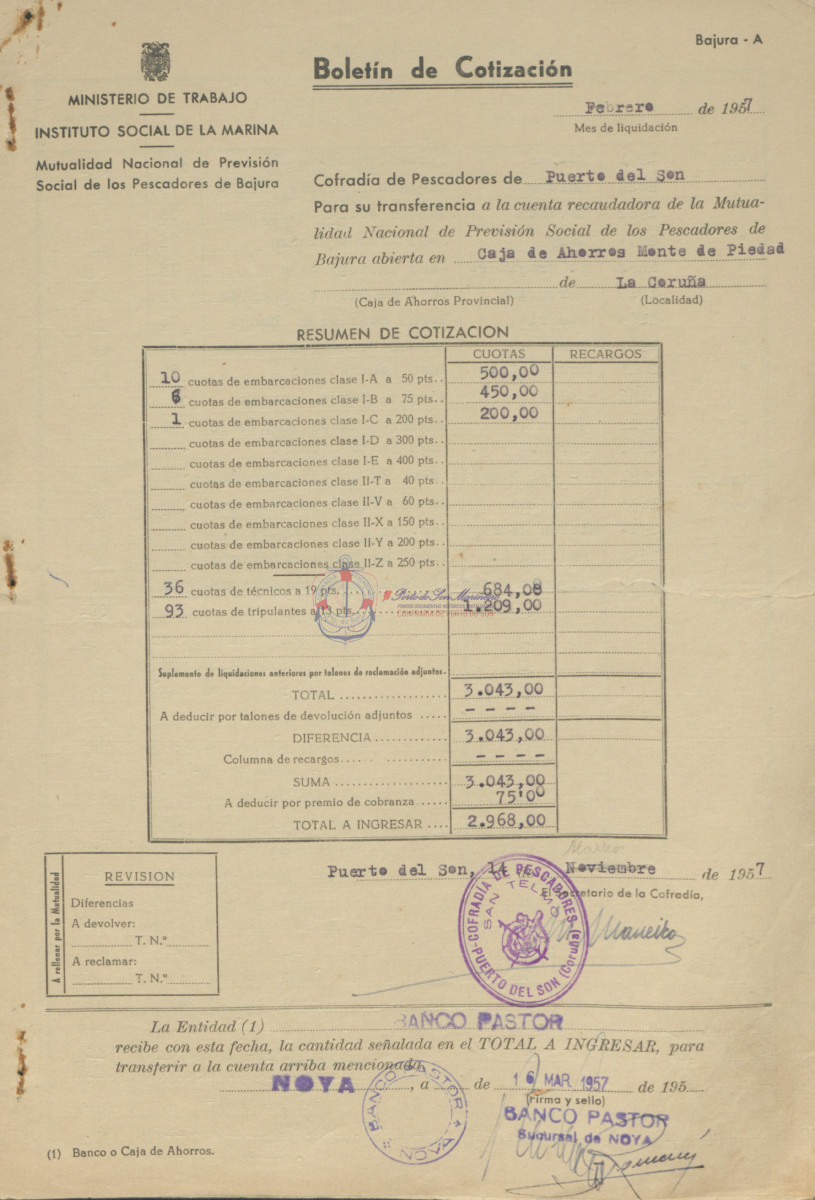 Bajura - A
Boletín de Cotización
MINISTERIO DE TRABAJO
INSTITUTO SOCIAL DE LA MARINA
Mutualidad Nacional de Previsión
Social de los Pescadores de Bajura
Febrero de 1957
Mes de liquidación
Cofradía de Pescadores de Puerto del Son
Para su transferencia a la cuenta recaudadora de la Mutua-
lidad Nacional de Previsión Social de los Pescadores de
Bajura abierta en Caja de Ahorros Monte de Piedad
de La Coruña
(Caja de Ahorros Provincial) (Localidad)
RESUMEN DE COTIZACION
CUOTAS RECARGOS
10 cuotas de embarcaciones clase I-A a 50 pts. . 500,00
6 cuotas de embarcaciones clase I-B a 75 pts. . 450,00
1 cuotas de embarcaciones clase I-C a 200 pts. . 200,00
cuotas de embarcaciones clase I-D a 300 pts. .
cuotas de embarcaciones clase I-E a 400 pts. .
cuotas de embarcaciones clase II-T a 40 pts. .
cuotas de embarcaciones clase II-V a 60 pts. .
cuotas de embarcaciones clase II-X a 150 pts. .
cuotas de embarcaciones clase II-Y a 200 pts. .
cuotas de embarcaciones clase II-Z a 250 pts. .
36 cuotas de técnicos a 19 pts. 684,00
93 cuotas de tripulantes a 13 pts. 1.209,00
Porto do Son Mariñeiro
Suplemento de liquidaciones anteriores por talones de reclamación adjuntos.
TOTAL 3.043,00
A deducir por talones de devolución adjuntos - - - -
DIFERENCIA 3.043,00
Columna de recargos - - - -
SUMA 3.043,00
A deducir por premio de cobranza 75'00
TOTAL A INGRESAR 2.968,00
A rellenar por la Mutualidad
REVISION
Diferencias
A devolver:
T. N.º
A reclamar:
T. N.º
Puerto del Son, 14 de Noviembre de 1957
Marzo
El Secretario de la Cofradía,
COFRADÍA DE PESCADORES
SAN TELMO
PUERTO DEL SON (Coruña)
Maneiro
La Entidad (1) BANCO PASTOR
recibe con esta fecha, la cantidad señalada en el TOTAL A INGRESAR, para
transferir a la cuenta arriba mencionada.
NOYA, a de 16 MAR. 1957 de 195
(Firma y sello)
BANCO PASTOR
BANCO PASTOR
Sucursal de NOYA
(1) Banco o Caja de Ahorros.